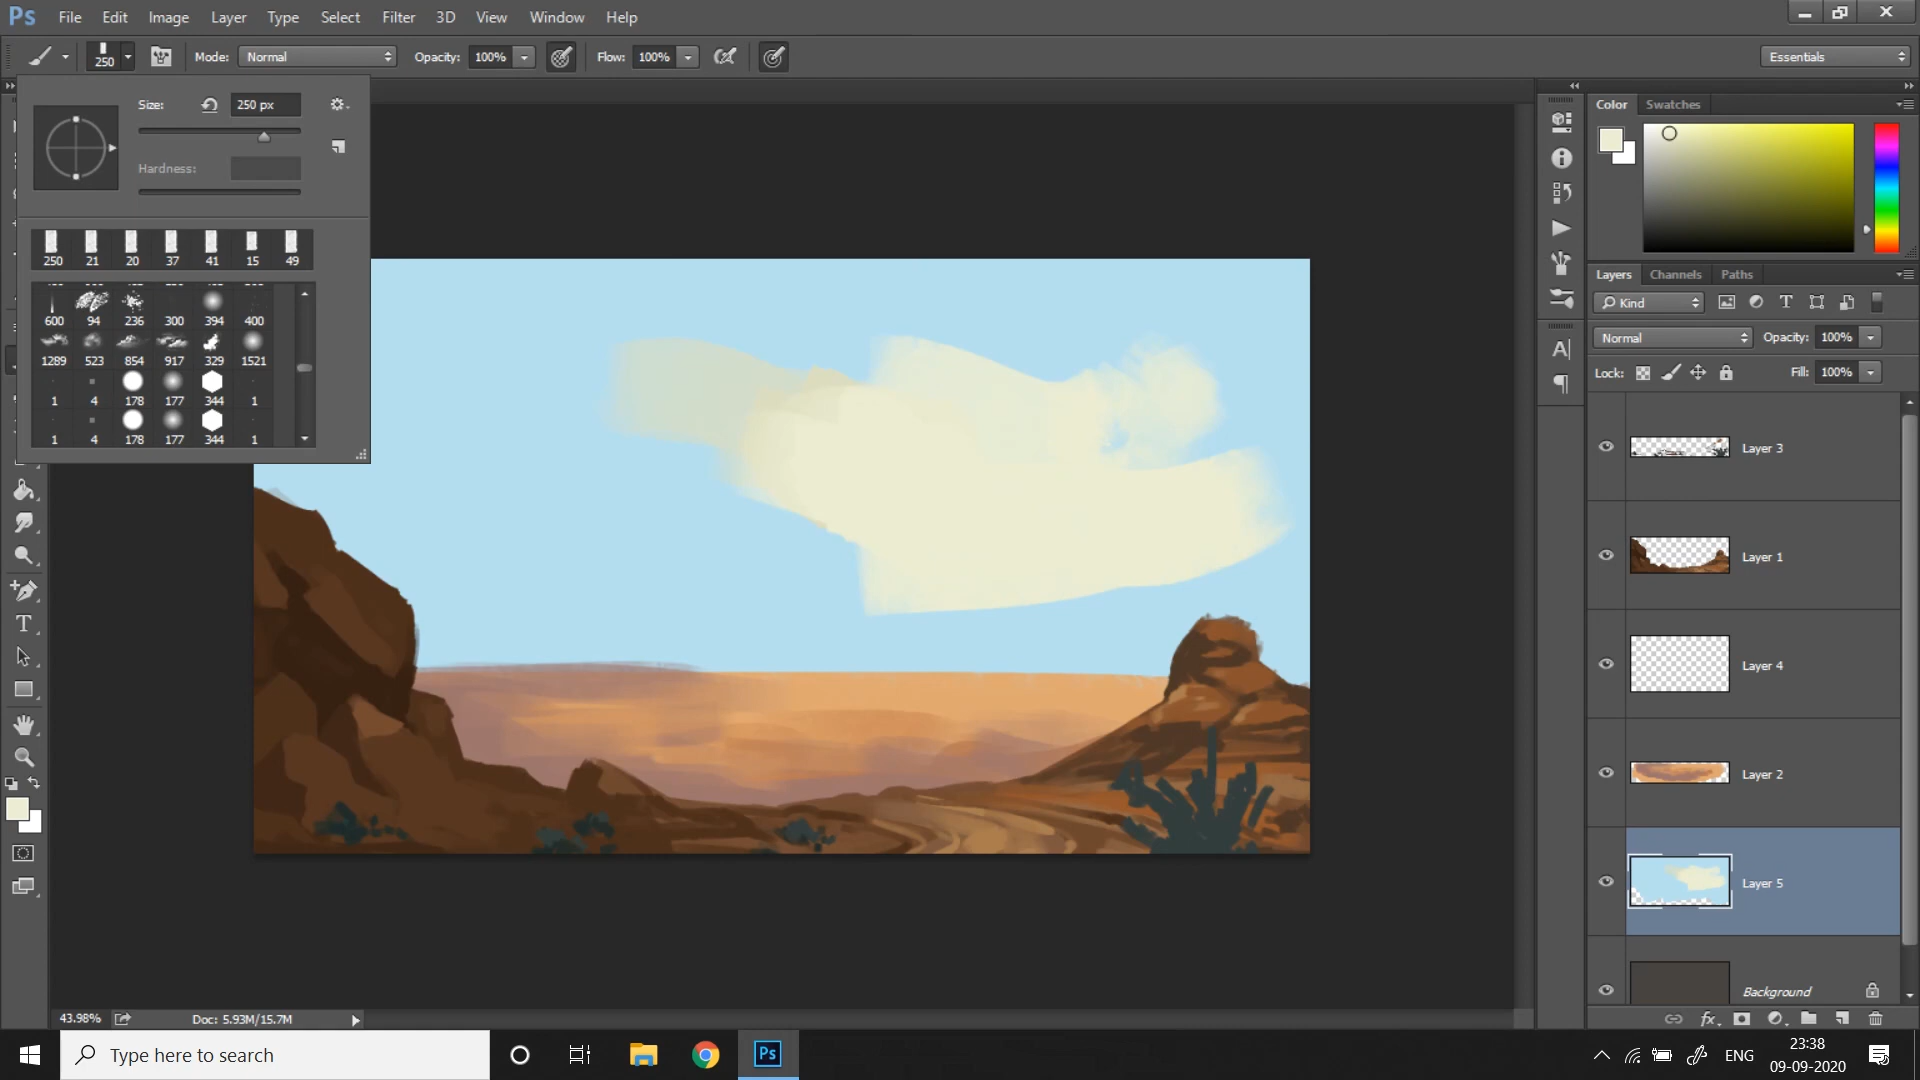 Ps File Edit Image Layer Type Select Filter 3D View Window Help
250 Mode: Normal Opacity: 100% Flow: 100% Essentials
Size: 250 px
Hardness:
250 21 20 37 41 15 49
600 94 236 300 394 400
1289 523 854 917 329 1521
1 4 178 177 344 1
1 4 178 177 344 1
Color Swatches
Layers Channels Paths
Kind
Normal Opacity: 100%
Lock: Fill: 100%
Layer 3
Layer 1
Layer 4
Layer 2
Layer 5
Background
43.98% Doc: 5.93M/15.7M
Type here to search
Ps
ENG
23:38
09-09-2020